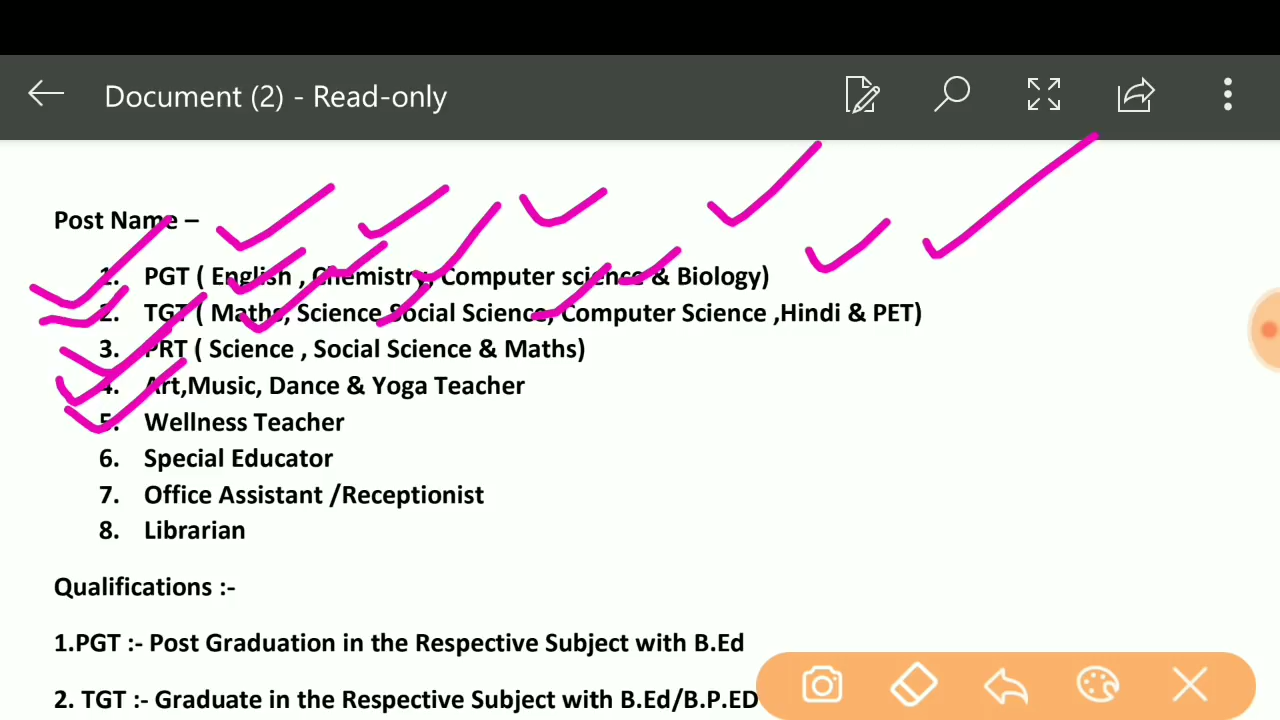 Document (2) - Read-only
Post Name –
1. PGT ( English , Chemistry, Computer science & Biology)
2. TGT ( Maths, Science Social Science, Computer Science ,Hindi & PET)
3. PRT ( Science , Social Science & Maths)
4. Art,Music, Dance & Yoga Teacher
5. Wellness Teacher
6. Special Educator
7. Office Assistant /Receptionist
8. Librarian
Qualifications :-
1.PGT :- Post Graduation in the Respective Subject with B.Ed
2. TGT :- Graduate in the Respective Subject with B.Ed/B.P.ED